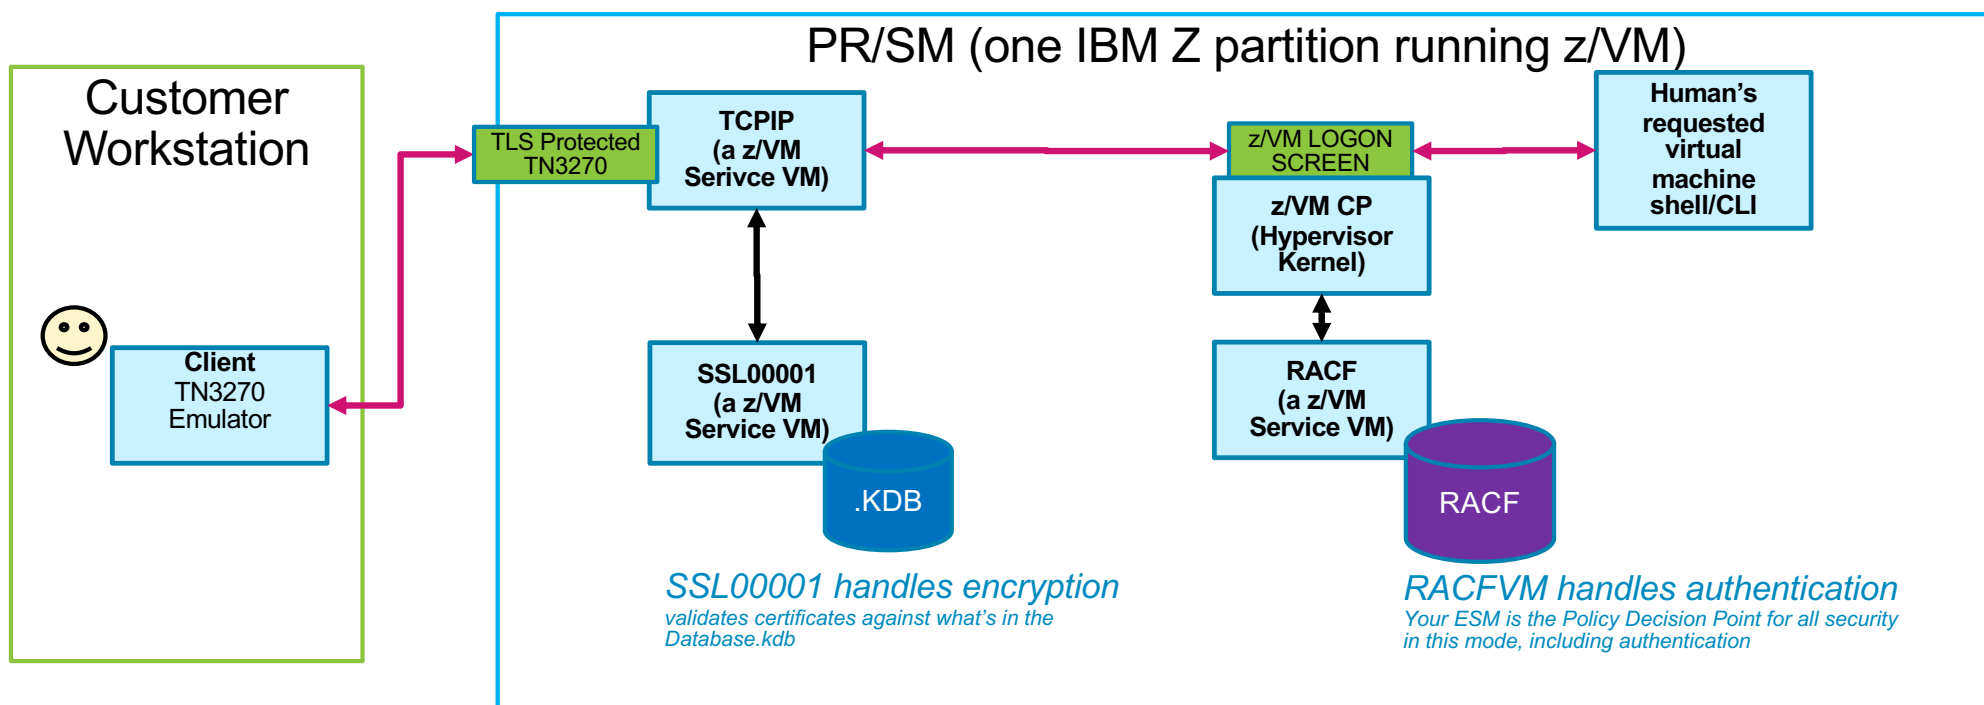 PR/SM (one IBM Z partition running z/VM)
Customer
Workstation
Client
TN3270
Emulator
TLS Protected
TN3270
TCPIP
(a z/VM
Serivce VM)
z/VM LOGON
SCREEN
z/VM CP
(Hypervisor
Kernel)
Human's
requested
virtual
machine
shell/CLI
SSL00001
(a z/VM
Service VM)
.KDB
RACF
(a z/VM
Service VM)
RACF
SSL00001 handles encryption
validates certificates against what's in the
Database.kdb
RACFVM handles authentication
Your ESM is the Policy Decision Point for all security
in this mode, including authentication